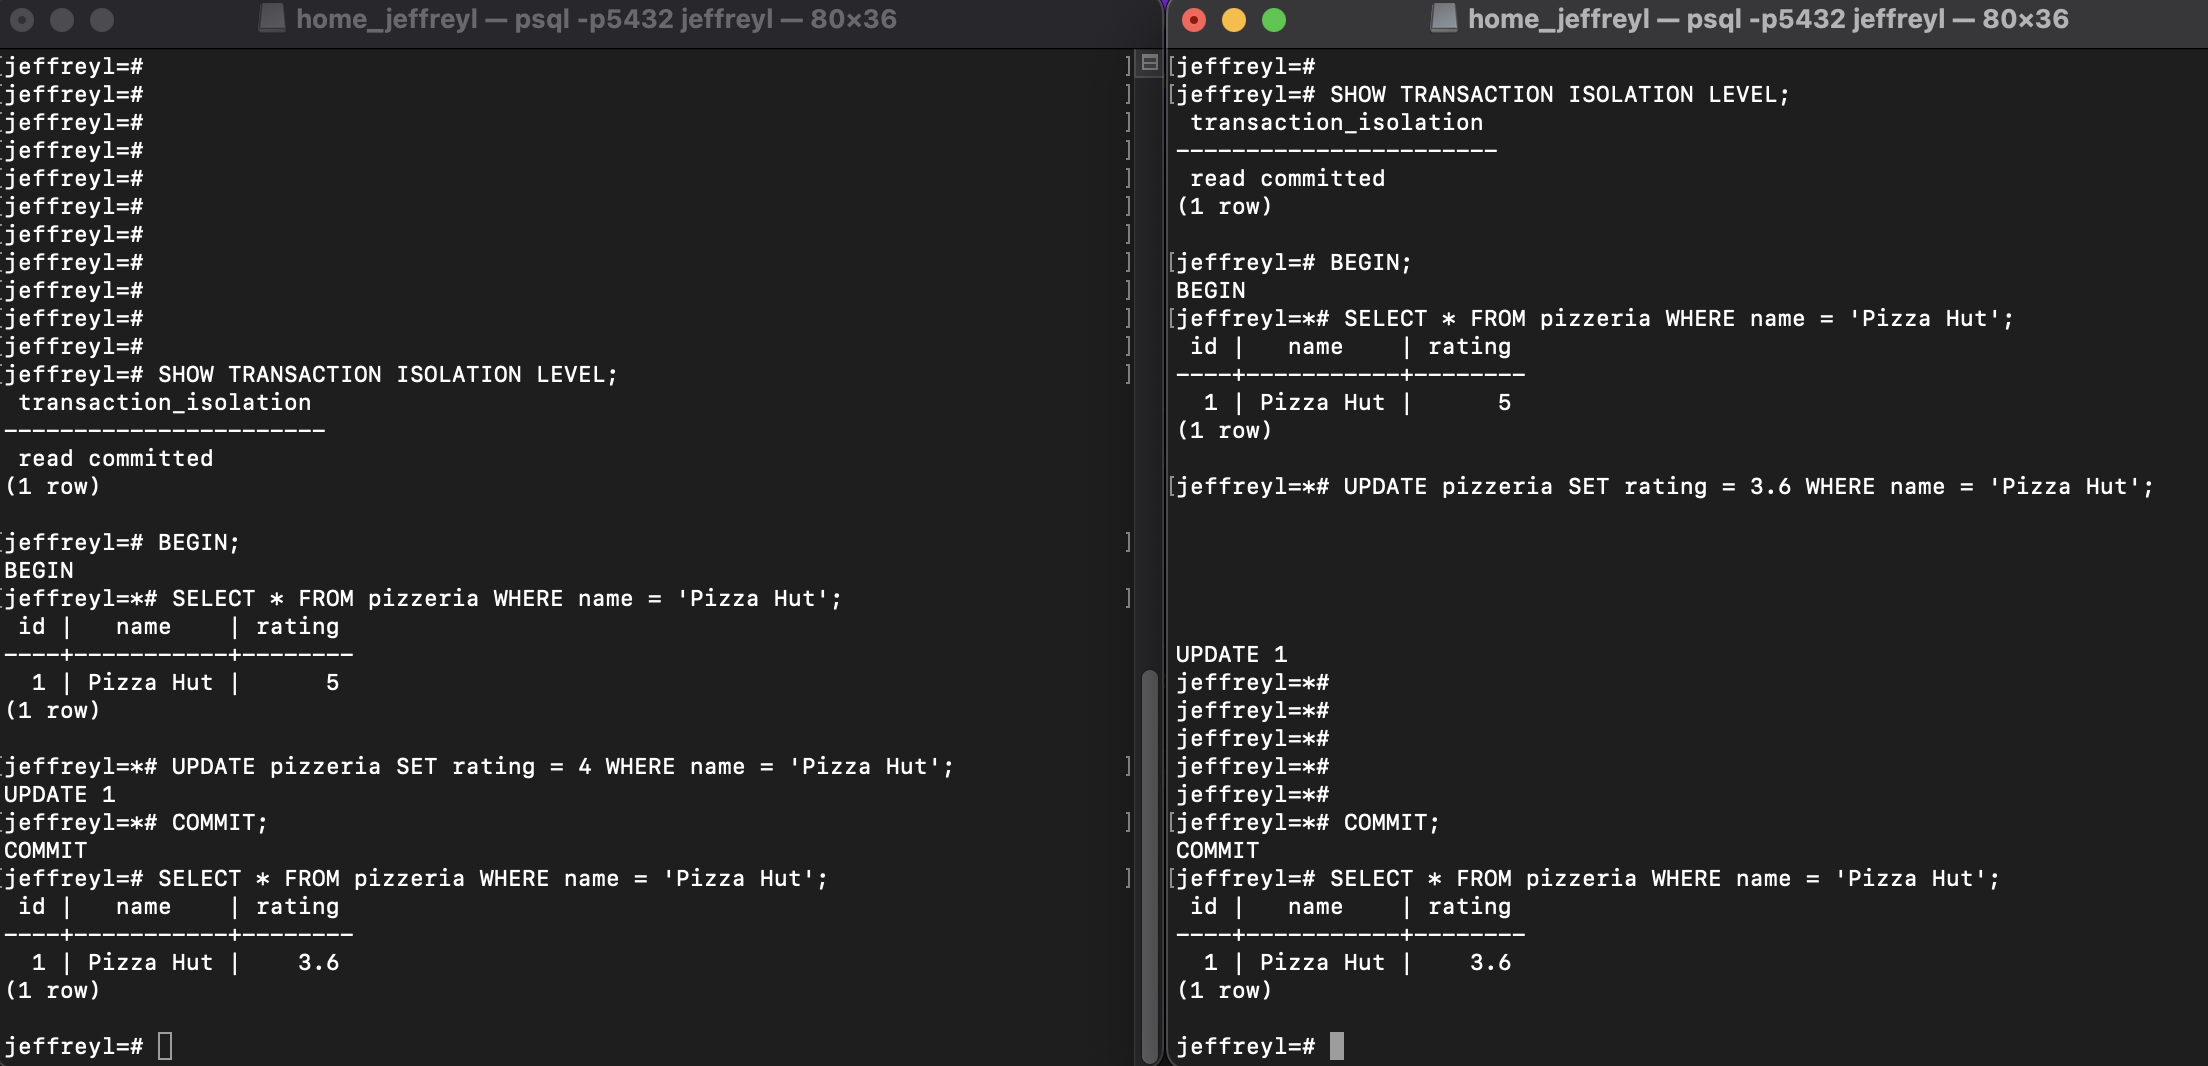 home_jeffreyl — psql -p5432 jeffreyl — 80×36
jeffreyl=#
jeffreyl=#
jeffreyl=#
jeffreyl=#
jeffreyl=#
jeffreyl=#
jeffreyl=#
jeffreyl=#
jeffreyl=#
jeffreyl=#
jeffreyl=#
jeffreyl=# SHOW TRANSACTION ISOLATION LEVEL;
 transaction_isolation
-----------------------
 read committed
(1 row)

jeffreyl=# BEGIN;
BEGIN
jeffreyl=*# SELECT * FROM pizzeria WHERE name = 'Pizza Hut';
 id |   name    | rating
----+-----------+--------
  1 | Pizza Hut |      5
(1 row)

jeffreyl=*# UPDATE pizzeria SET rating = 4 WHERE name = 'Pizza Hut';
UPDATE 1
jeffreyl=*# COMMIT;
COMMIT
jeffreyl=# SELECT * FROM pizzeria WHERE name = 'Pizza Hut';
 id |   name    | rating
----+-----------+--------
  1 | Pizza Hut |    3.6
(1 row)

jeffreyl=#
home_jeffreyl — psql -p5432 jeffreyl — 80×36
jeffreyl=#
jeffreyl=# SHOW TRANSACTION ISOLATION LEVEL;
 transaction_isolation
-----------------------
 read committed
(1 row)

jeffreyl=# BEGIN;
BEGIN
jeffreyl=*# SELECT * FROM pizzeria WHERE name = 'Pizza Hut';
 id |   name    | rating
----+-----------+--------
  1 | Pizza Hut |      5
(1 row)

jeffreyl=*# UPDATE pizzeria SET rating = 3.6 WHERE name = 'Pizza Hut';
UPDATE 1
jeffreyl=*#
jeffreyl=*#
jeffreyl=*#
jeffreyl=*#
jeffreyl=*#
jeffreyl=*# COMMIT;
COMMIT
jeffreyl=# SELECT * FROM pizzeria WHERE name = 'Pizza Hut';
 id |   name    | rating
----+-----------+--------
  1 | Pizza Hut |    3.6
(1 row)

jeffreyl=#